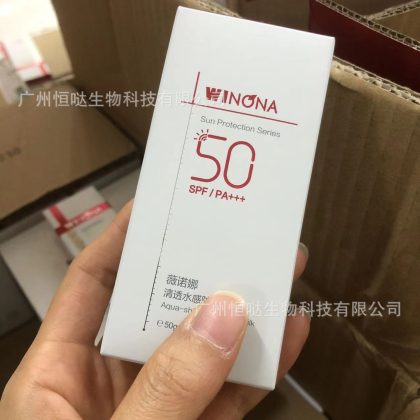 WINONA
广州恒哒生物科技有限公司
Sun Protection Series
50
SPF / PA+++
薇诺娜
清透水感
广州恒哒生物科技有限公司
℮50g